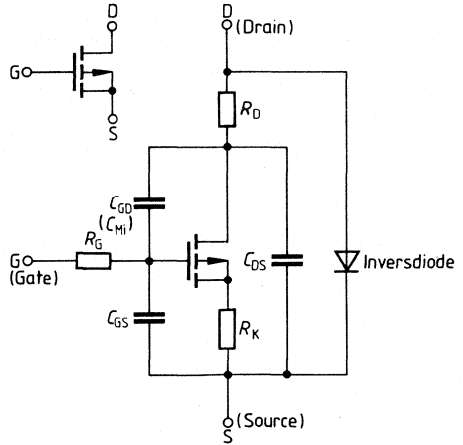 D
G
S
D
(Drain)
R_D
C_GD
(C_Mi)
R_G
G
(Gate)
C_DS
Inversdiode
C_GS
R_K
(Source)
S